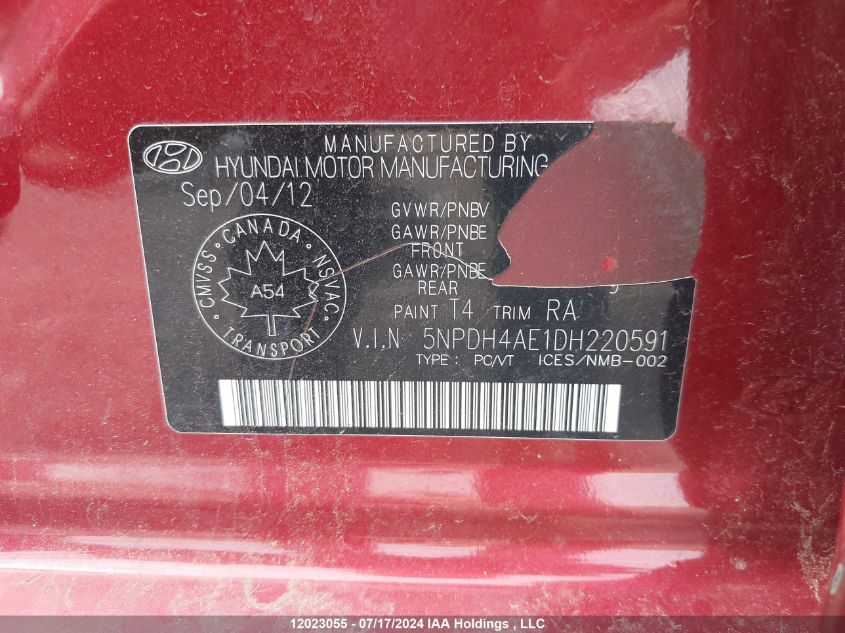 MANUFACTURED BY
HYUNDAI MOTOR MANUFACTURING
Sep/04/12
GVWR/PNBV
GAWR/PNBE
FRONT
GAWR/PNBE
REAR
CANADA
CMVSS NSVAC
A54
TRANSPORT
PAINT T4 TRIM RA
V.I.N 5NPDH4AE1DH220591
TYPE: PC/VT ICES/NMB-002
12023055 - 07/17/2024 IAA Holdings, LLC.